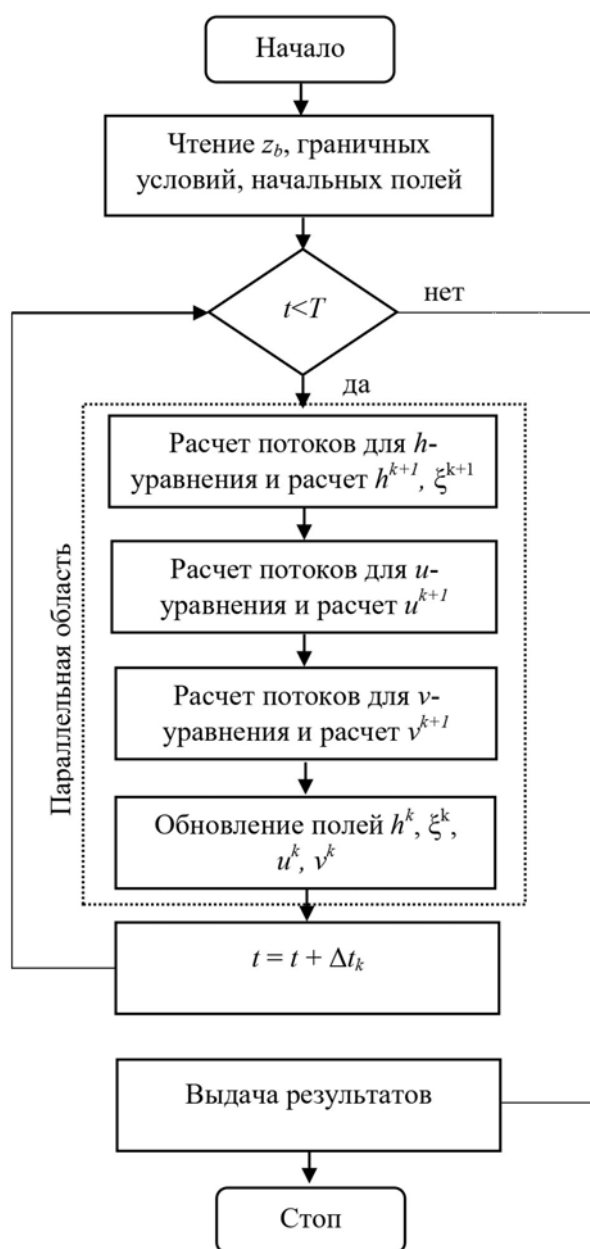 Начало
Чтение z_b, граничных
условий, начальных полей
t<T
нет
да
Параллельная область
Расчет потоков для h-
уравнения и расчет h^{k+1}, ξ^{k+1}
Расчет потоков для u-
уравнения и расчет u^{k+1}
Расчет потоков для v-
уравнения и расчет v^{k+1}
Обновление полей h^k, ξ^k,
u^k, v^k
t = t + Δt_k
Выдача результатов
Стоп